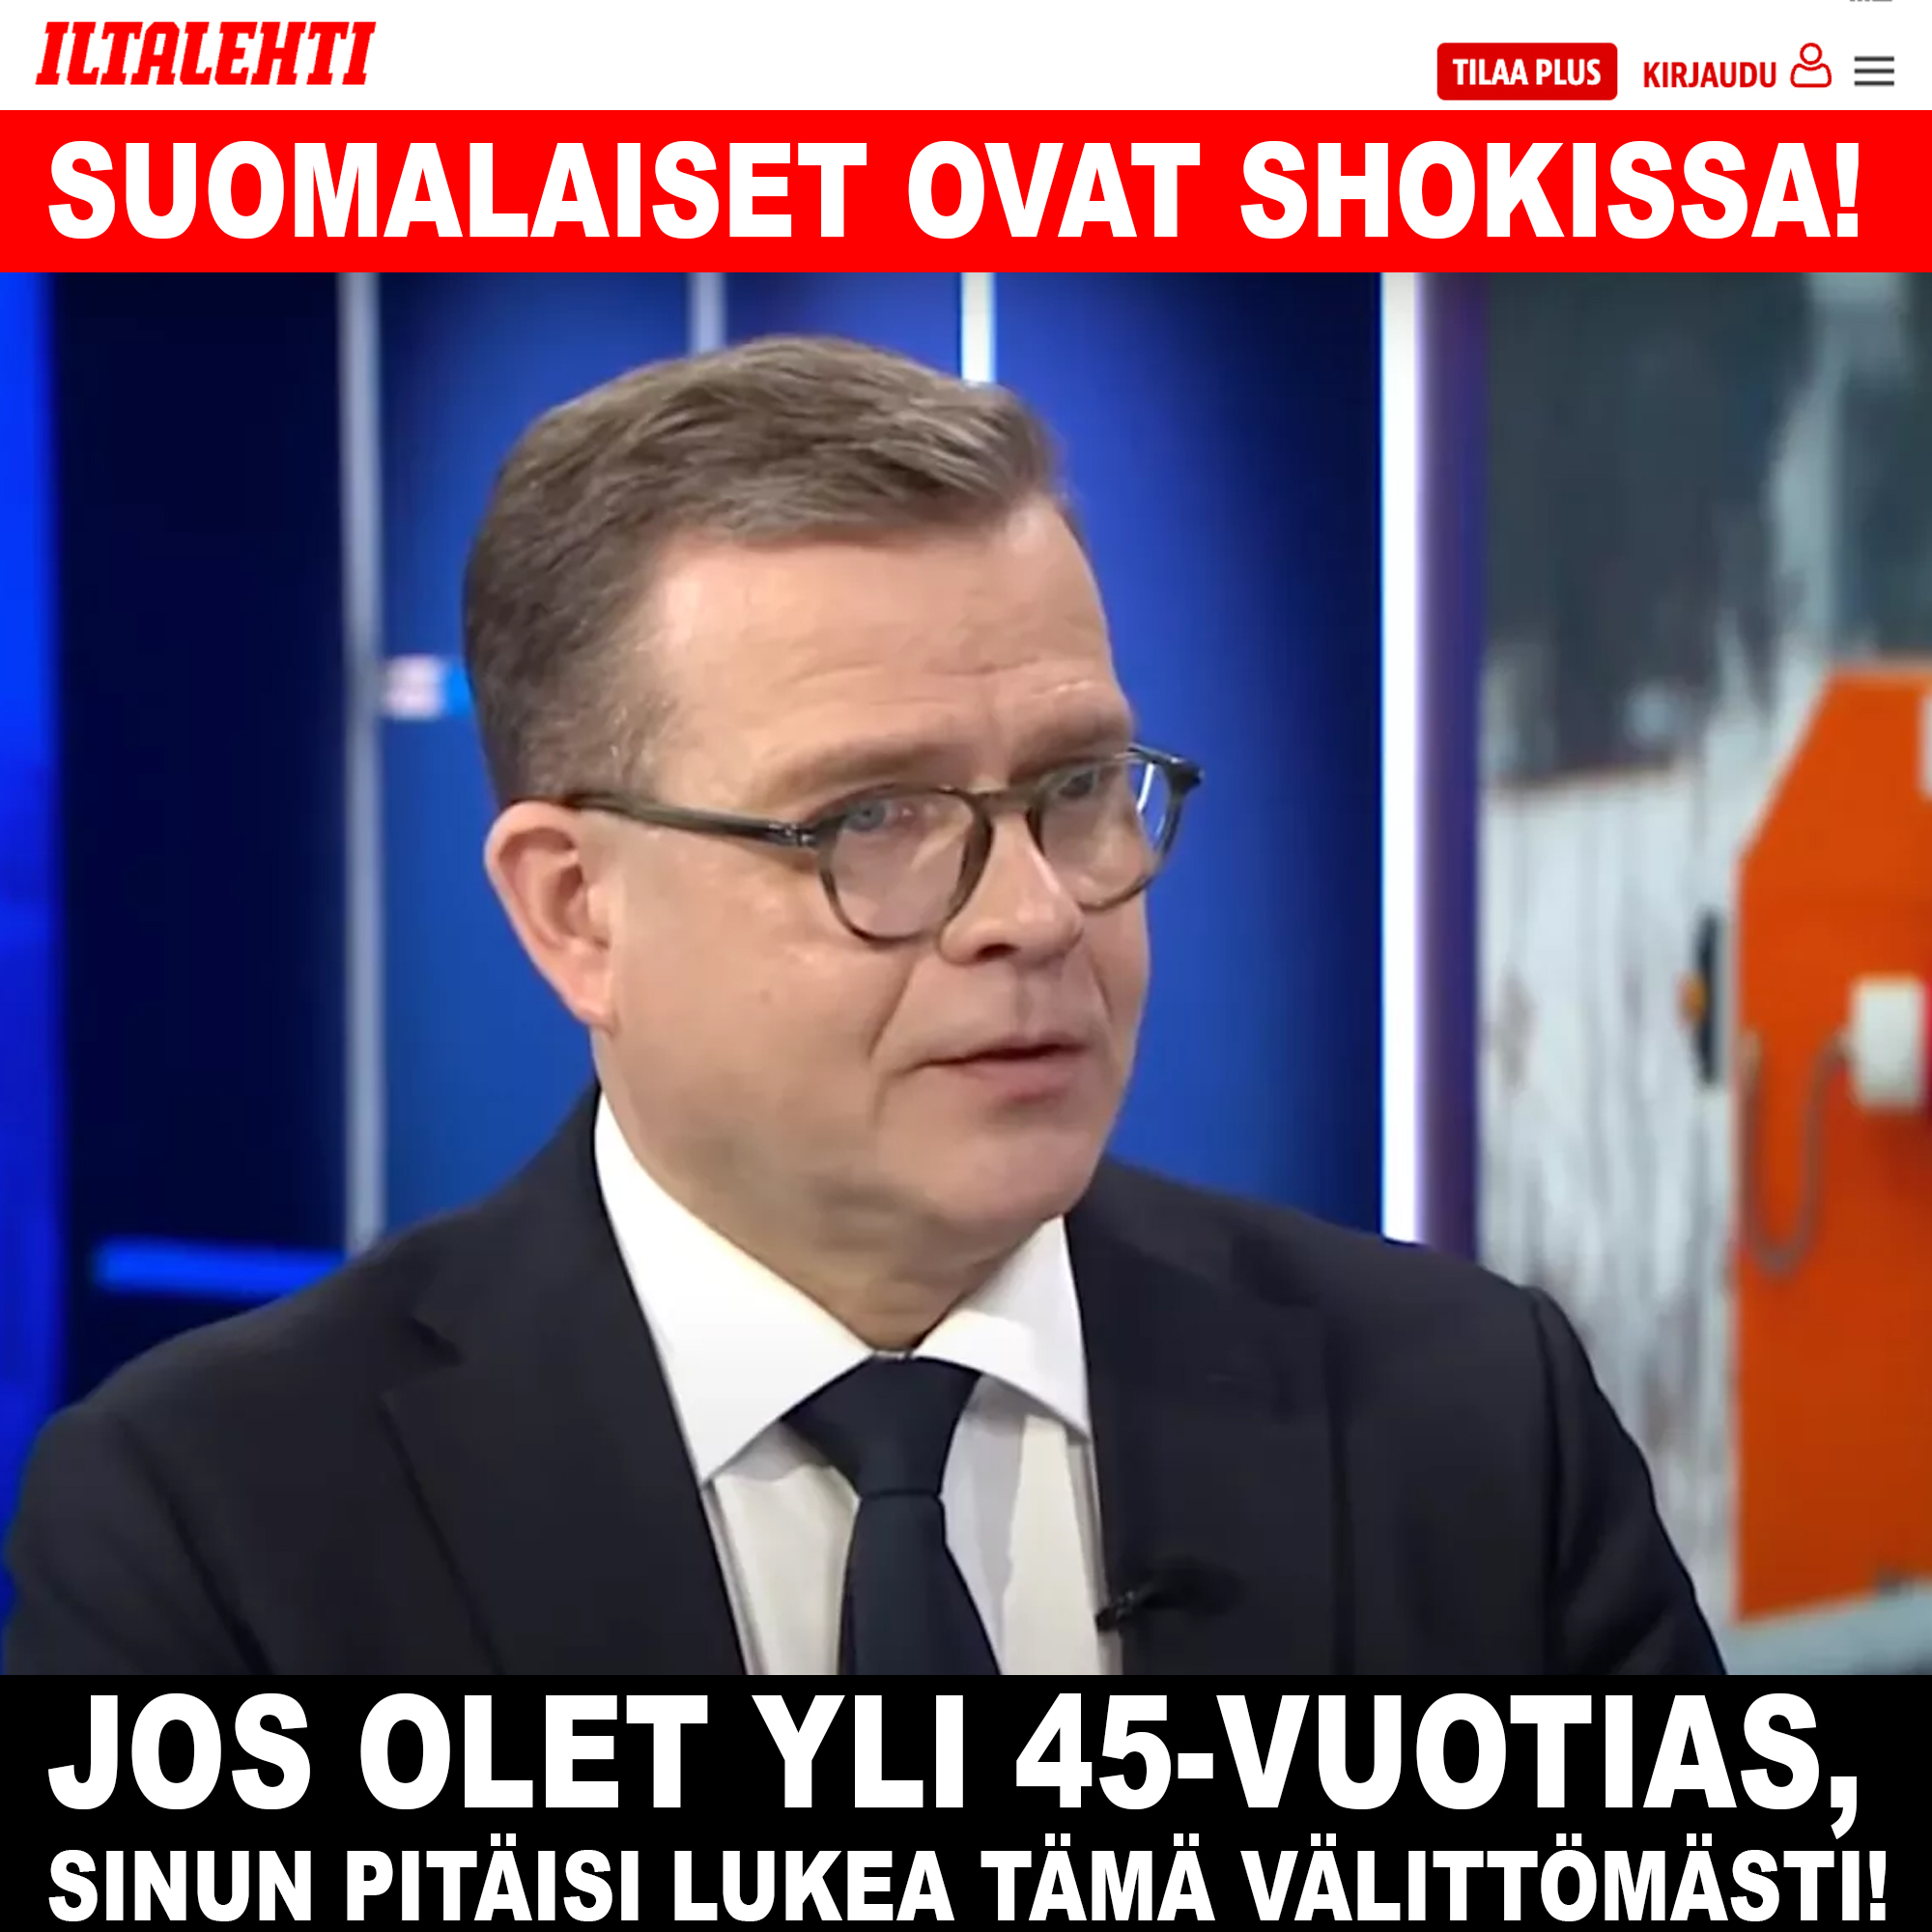 ILTALEHTI
TILAA PLUS KIRJAUDU
SUOMALAISET OVAT SHOKISSA!
JOS OLET YLI 45-VUOTIAS,
SINUN PITÄISI LUKEA TÄMÄ VÄLITTÖMÄSTI!